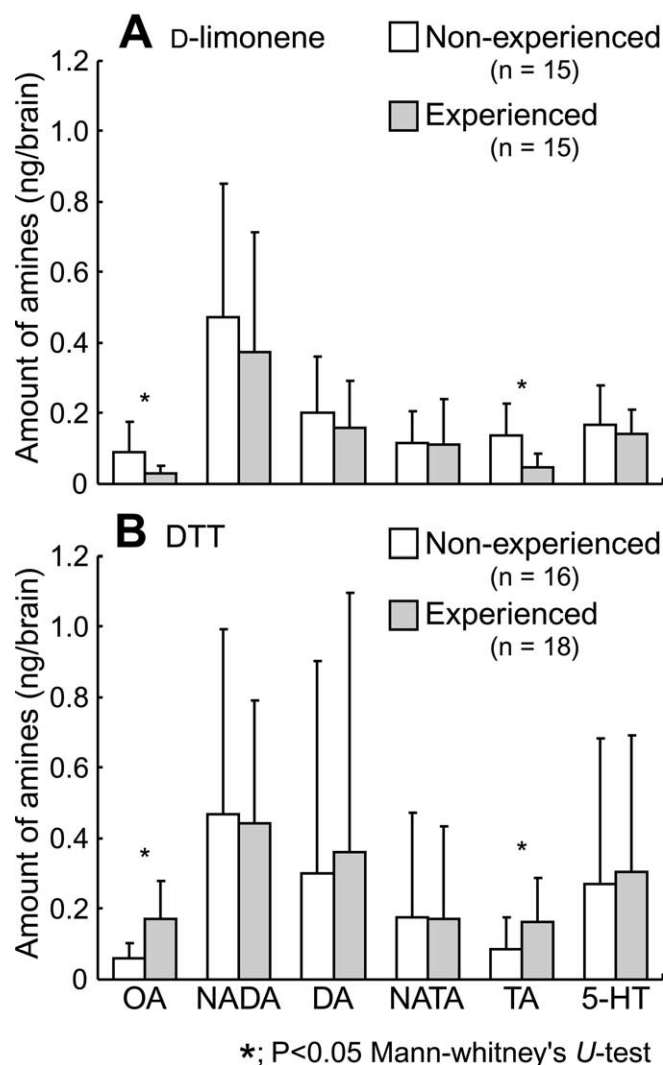 A D-limonene
Non-experienced
(n = 15)
Experienced
(n = 15)
Amount of amines (ng/brain)
1.2
1.0
0.8
0.6
0.4
0.2
0
*
*
B DTT
Non-experienced
(n = 16)
Experienced
(n = 18)
Amount of amines (ng/brain)
1.2
1.0
0.8
0.6
0.4
0.2
0
*
*
OA NADA DA NATA TA 5-HT
*; P<0.05 Mann-whitney's U-test